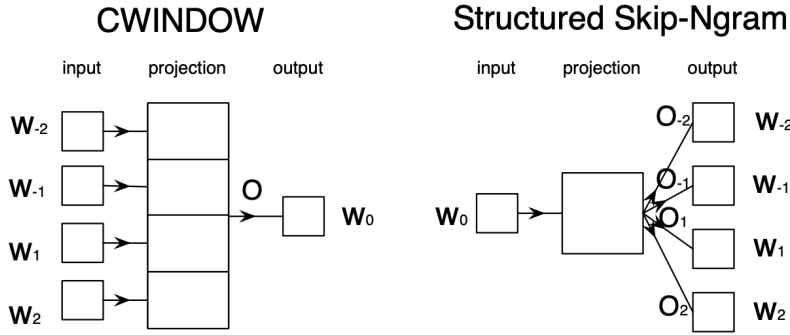 CWINDOW
input projection output
W-2
W-1
W1
W2
O
W0
Structured Skip-Ngram
input projection output
W0
O-2
O-1
O1
O2
W-2
W-1
W1
W2